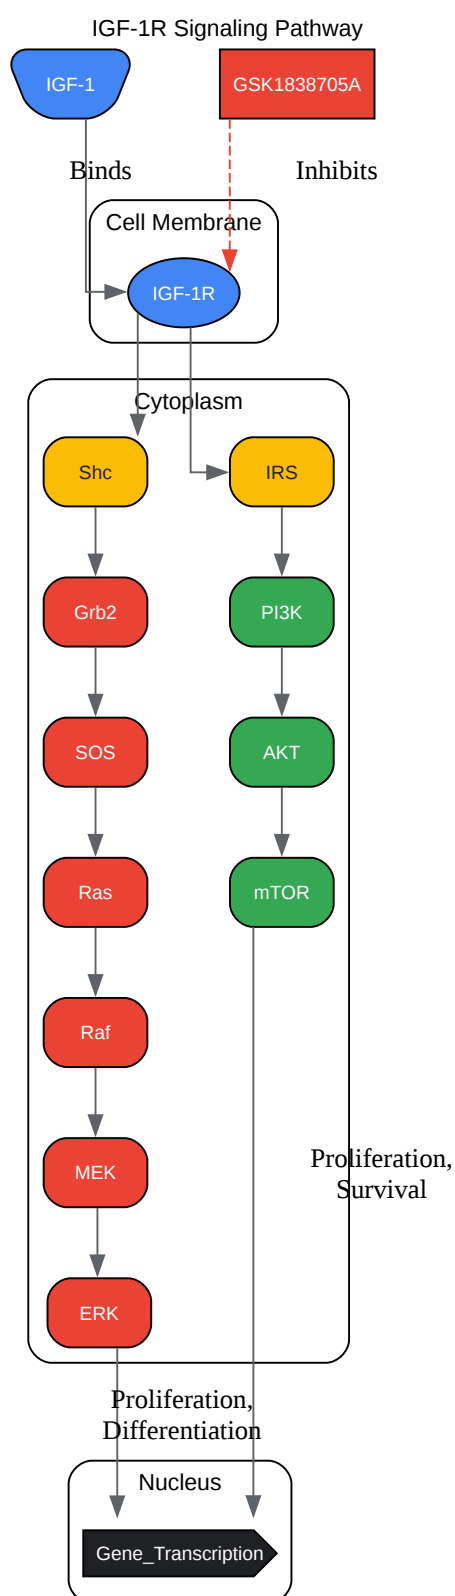 IGF-1R Signaling Pathway
IGF-1
GSK1838705A
Binds
Inhibits
Cell Membrane
IGF-1R
Cytoplasm
Shc
IRS
Grb2
PI3K
SOS
AKT
Ras
mTOR
Raf
MEK
Proliferation,
Survival
ERK
Proliferation,
Differentiation
Nucleus
Gene_Transcription